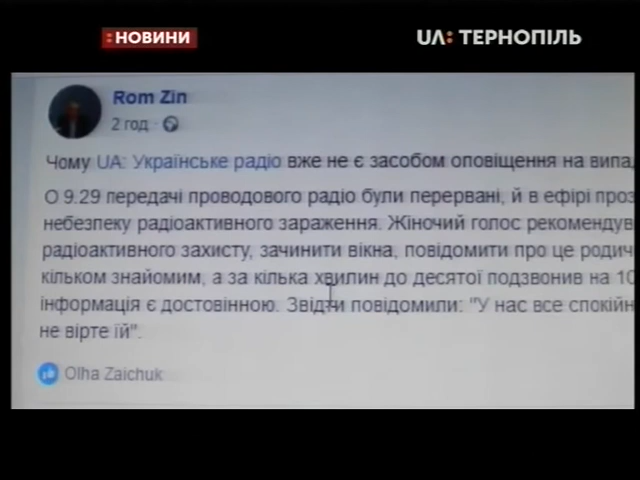 :НОВИНИ
UA: ТЕРНОПІЛЬ
Rom Zin
2 год ·
Чому UA: Українське радіо вже не є засобом оповіщення на випа
О 9.29 передачі проводового радіо були перервані, й в ефірі проз
небезпеку радіоактивного зараження. Жіночий голос рекомендув
радіоактивного захисту, зачинити вікна, повідомити про це родич
кільком знайомим, а за кілька хвилин до десятої подзвонив на 10
інформація є достовінною. Звідти повідомили: "У нас все спокійн
не вірте їй".
Olha Zaichuk